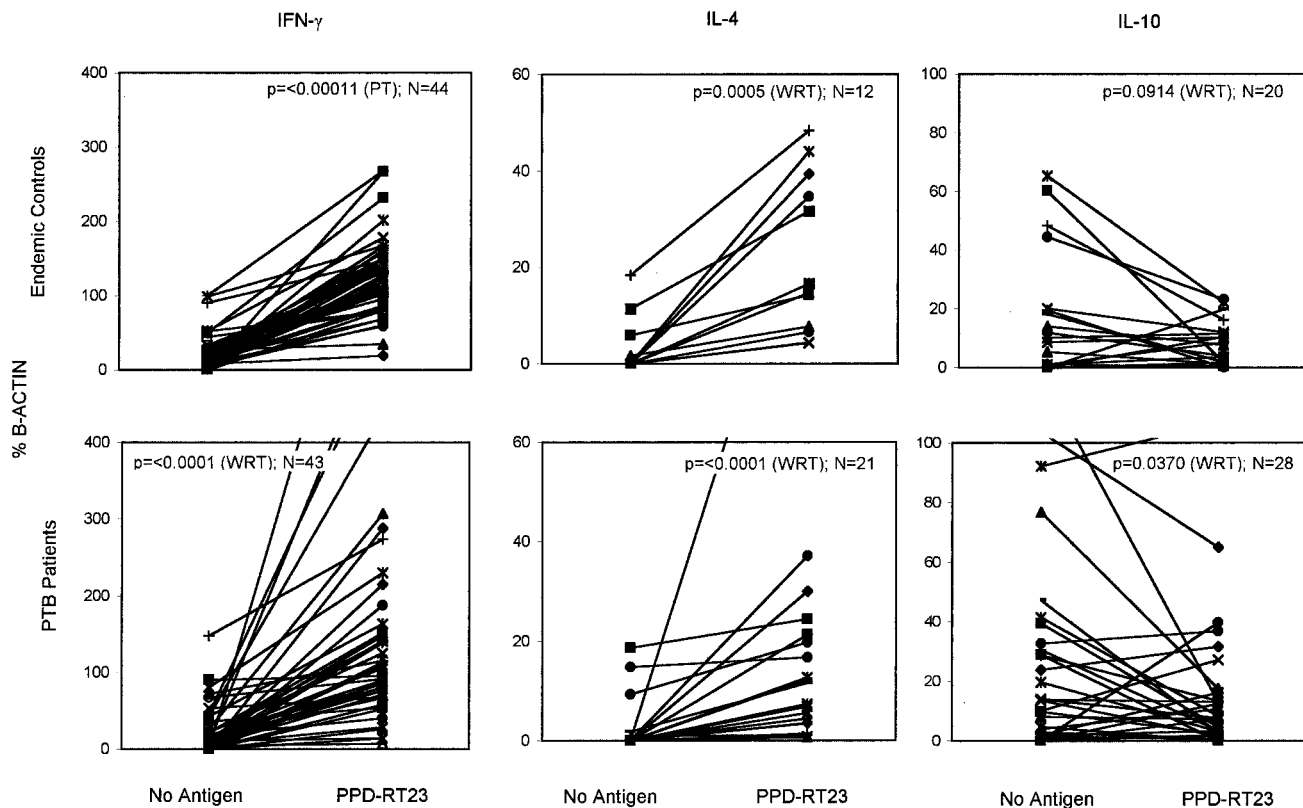 IFN-γ
IL-4
IL-10
Endemic Controls
400
300
200
100
0
p=<0.00011 (PT); N=44
60
40
20
0
p=0.0005 (WRT); N=12
100
80
60
40
20
0
p=0.0914 (WRT); N=20
% B-ACTIN
PTB Patients
400
300
200
100
0
p=<0.0001 (WRT); N=43
60
40
20
0
p=<0.0001 (WRT); N=21
100
80
60
40
20
0
p=0.0370 (WRT); N=28
No Antigen
PPD-RT23
No Antigen
PPD-RT23
No Antigen
PPD-RT23